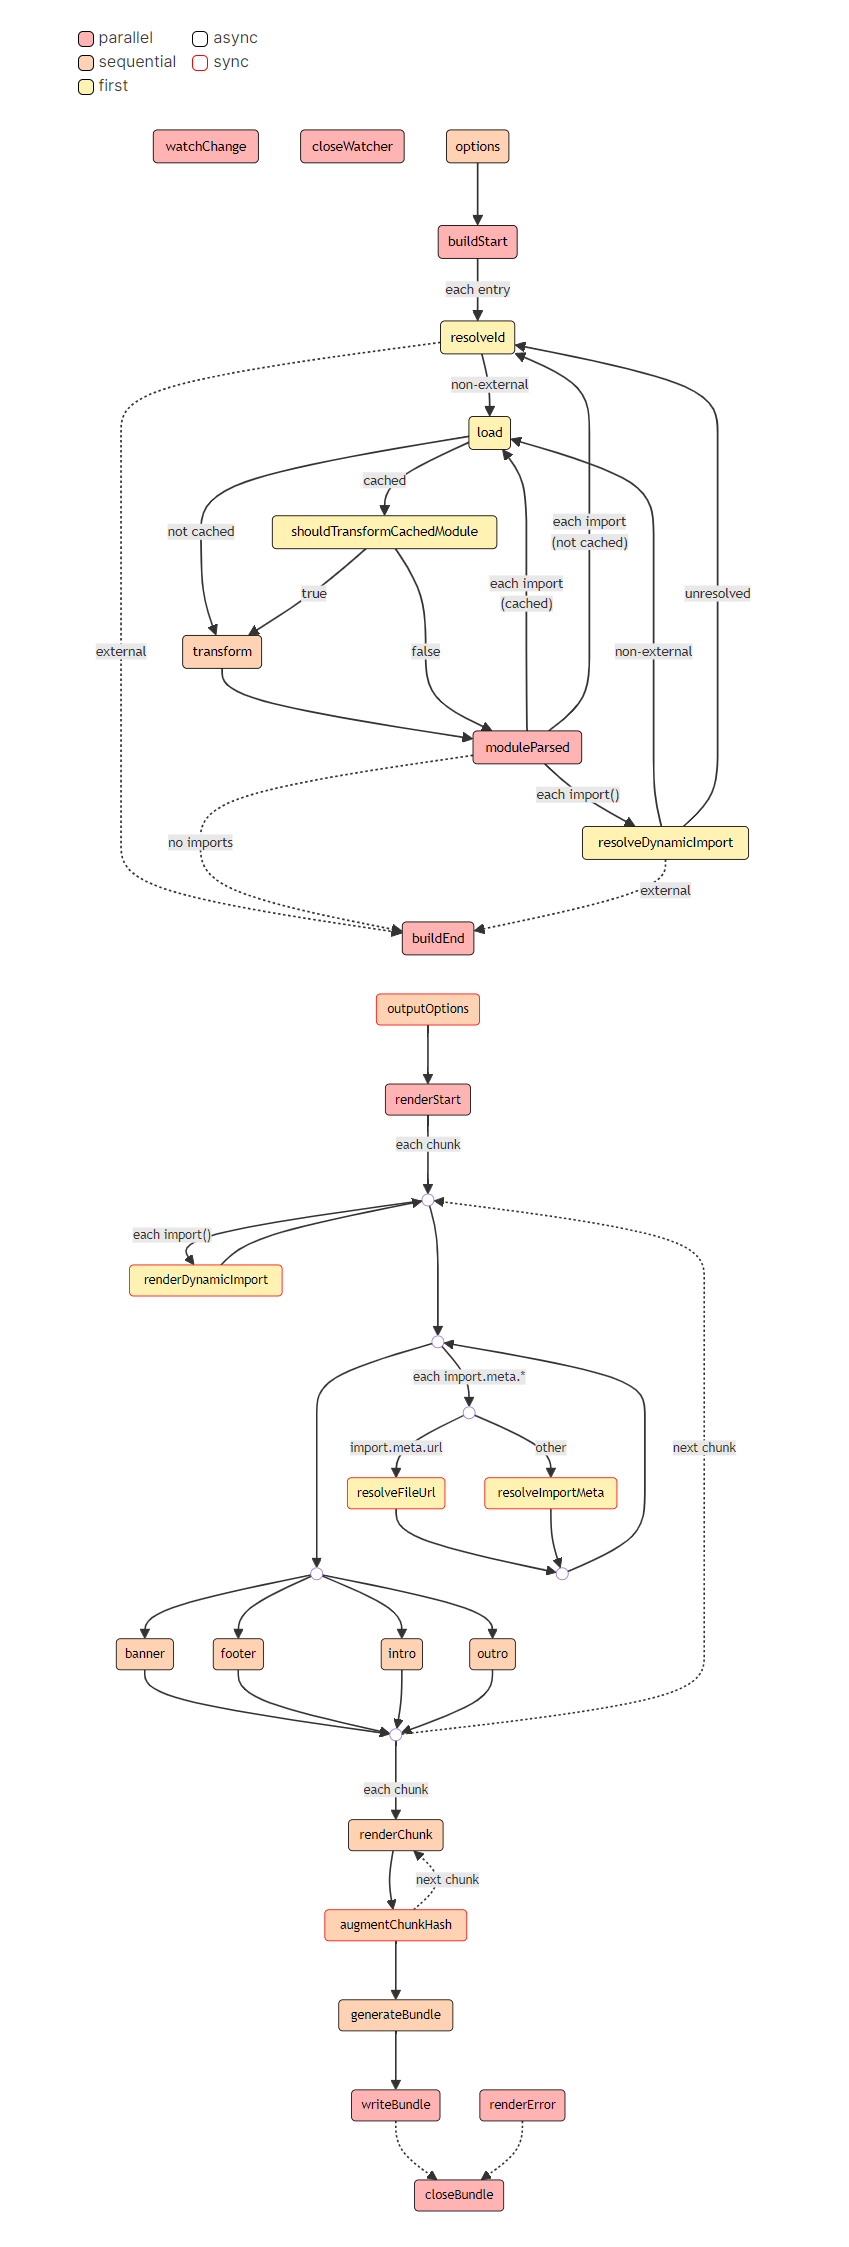 parallel
async
sequential
sync
first
watchChange
closeWatcher
options
buildStart
each entry
resolveId
non-external
load
cached
not cached
shouldTransformCachedModule
each import
(not cached)
each import
(cached)
true
unresolved
external
transform
false
non-external
moduleParsed
each import()
no imports
resolveDynamicImport
external
buildEnd
outputOptions
renderStart
each chunk
each import()
renderDynamicImport
each import.meta.*
import.meta.url
other
next chunk
resolveFileUrl
resolveImportMeta
banner
footer
intro
outro
each chunk
renderChunk
next chunk
augmentChunkHash
generateBundle
writeBundle
renderError
closeBundle